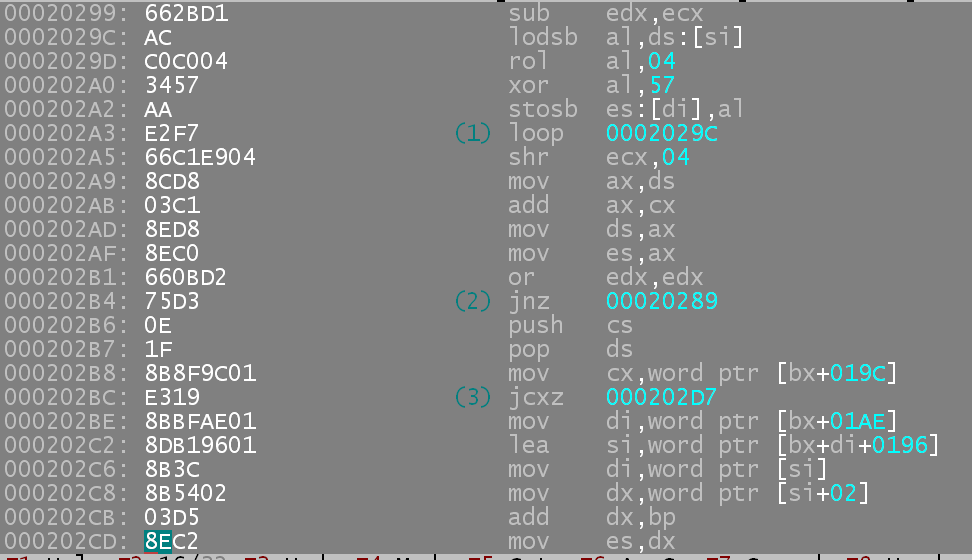 00020299: 662BD1 sub edx,ecx
0002029C: AC lodsb al,ds:[si]
0002029D: C0C004 rol al,04
000202A0: 3457 xor al,57
000202A2: AA stosb es:[di],al
000202A3: E2F7 (1) loop 0002029C
000202A5: 66C1E904 shr ecx,04
000202A9: 8CD8 mov ax,ds
000202AB: 03C1 add ax,cx
000202AD: 8ED8 mov ds,ax
000202AF: 8EC0 mov es,ax
000202B1: 660BD2 or edx,edx
000202B4: 75D3 (2) jnz 00020289
000202B6: 0E push cs
000202B7: 1F pop ds
000202B8: 8B8F9C01 mov cx,word ptr [bx+019C]
000202BC: E319 (3) jcxz 000202D7
000202BE: 8BBFAE01 mov di,word ptr [bx+01AE]
000202C2: 8DB19601 lea si,word ptr [bx+di+0196]
000202C6: 8B3C mov di,word ptr [si]
000202C8: 8B5402 mov dx,word ptr [si+02]
000202CB: 03D5 add dx,bp
000202CD: 8EC2 mov es,dx